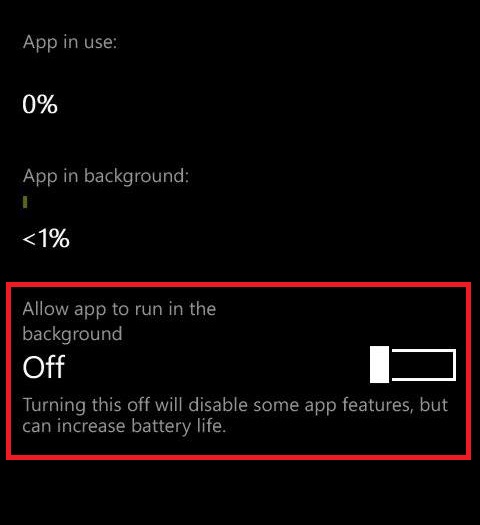 App in use:
0%
App in background:
<1%
Allow app to run in the
background
Off
Turning this off will disable some app features, but
can increase battery life.